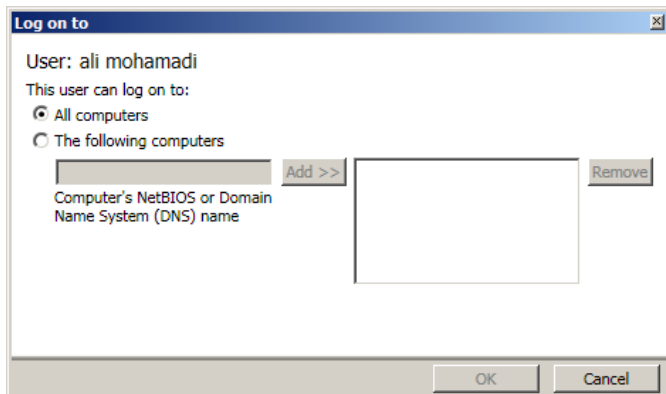 Log on to
User: ali mohamadi
This user can log on to:
All computers
The following computers
Add >>
Remove
Computer's NetBIOS or Domain
Name System (DNS) name
OK
Cancel